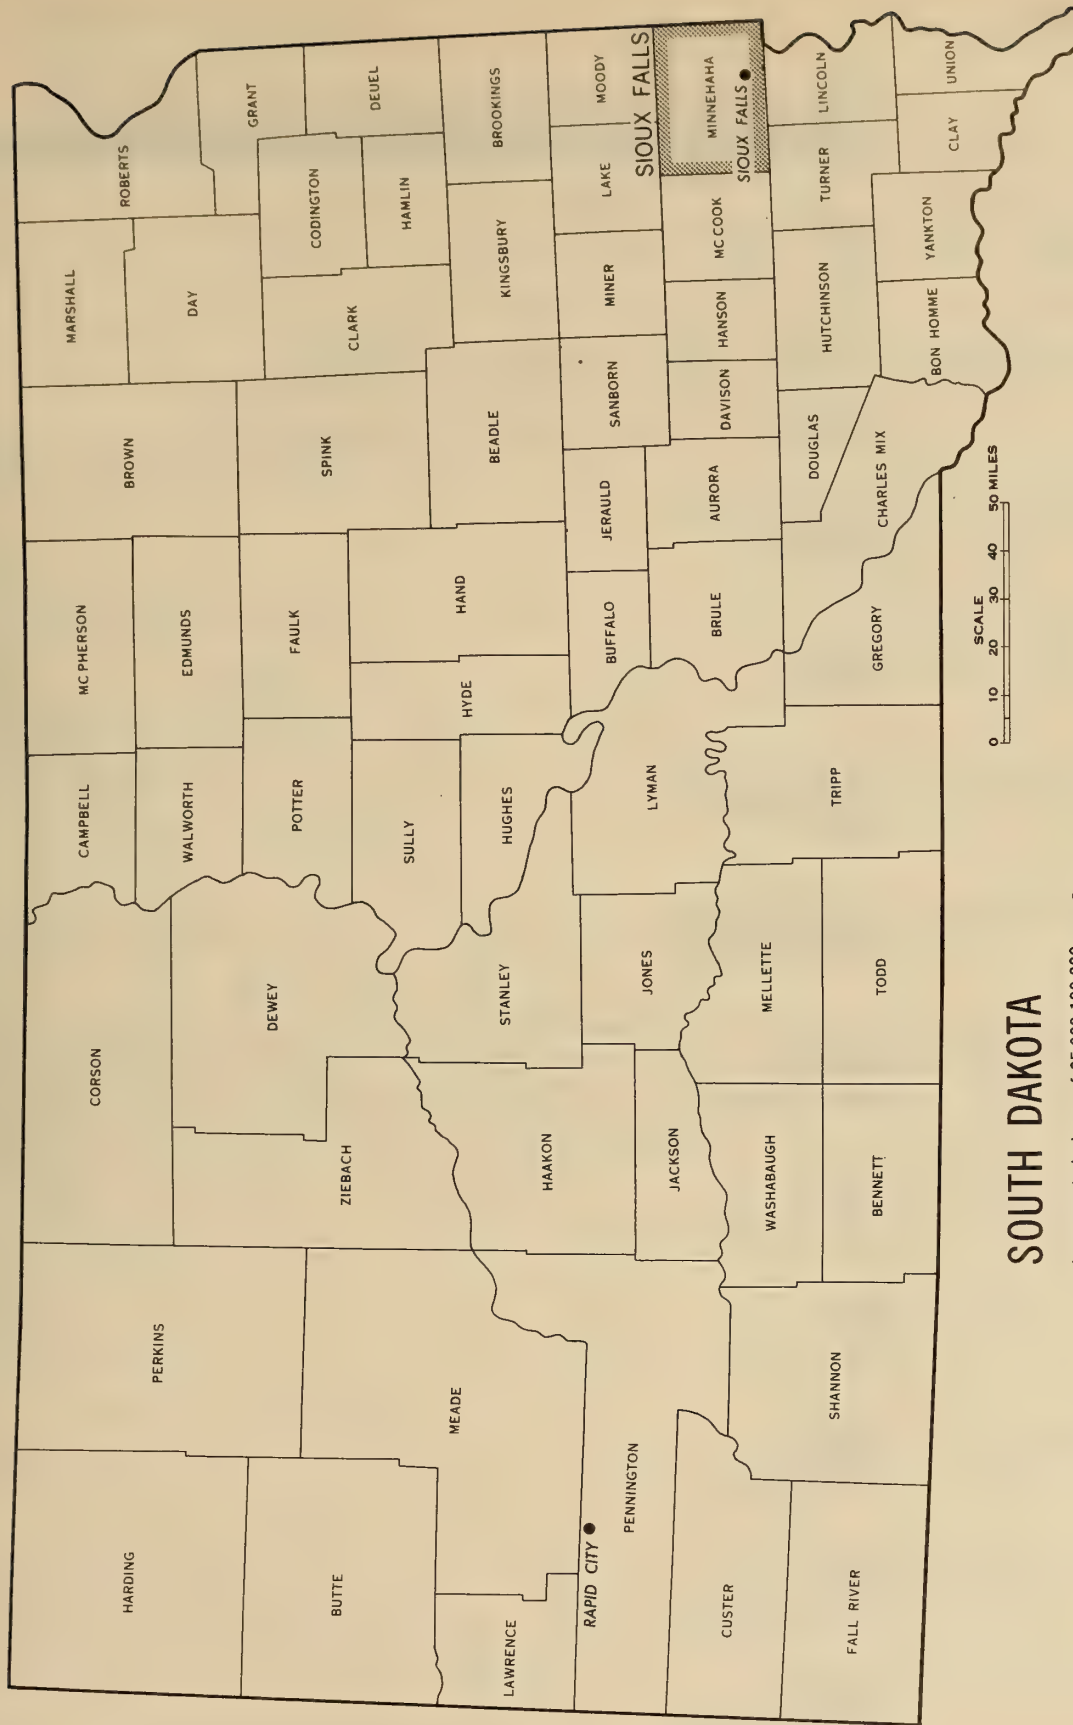 HARDING
PERKINS
CORSON
CAMPBELL
MC PHERSON
BROWN
MARSHALL
ROBERTS
BUTTE
MEADE
ZIEBACH
DEWEY
WALWORTH
EDMUNDS
DAY
GRANT
POTTER
FAULK
SPINK
CLARK
CODINGTON
DEUEL
HAMLIN
LAWRENCE
HAAKON
STANLEY
SULLY
HUGHES
HYDE
HAND
BEADLE
KINGSBURY
BROOKINGS
RAPID CITY
PENNINGTON
JACKSON
JONES
LYMAN
BUFFALO
JERAULD
SANBORN
MINER
LAKE
MOODY
SIOUX FALLS
CUSTER
WASHABAUGH
MELLETTE
BRULE
AURORA
DAVISON
HANSON
MC COOK
MINNEHAHA
SIOUX FALLS
FALL RIVER
SHANNON
BENNETT
TODD
TRIPP
GREGORY
CHARLES MIX
DOUGLAS
HUTCHINSON
TURNER
LINCOLN
BON HOMME
YANKTON
CLAY
UNION
SCALE
0 10 20 30 40 50 MILES
SOUTH DAKOTA